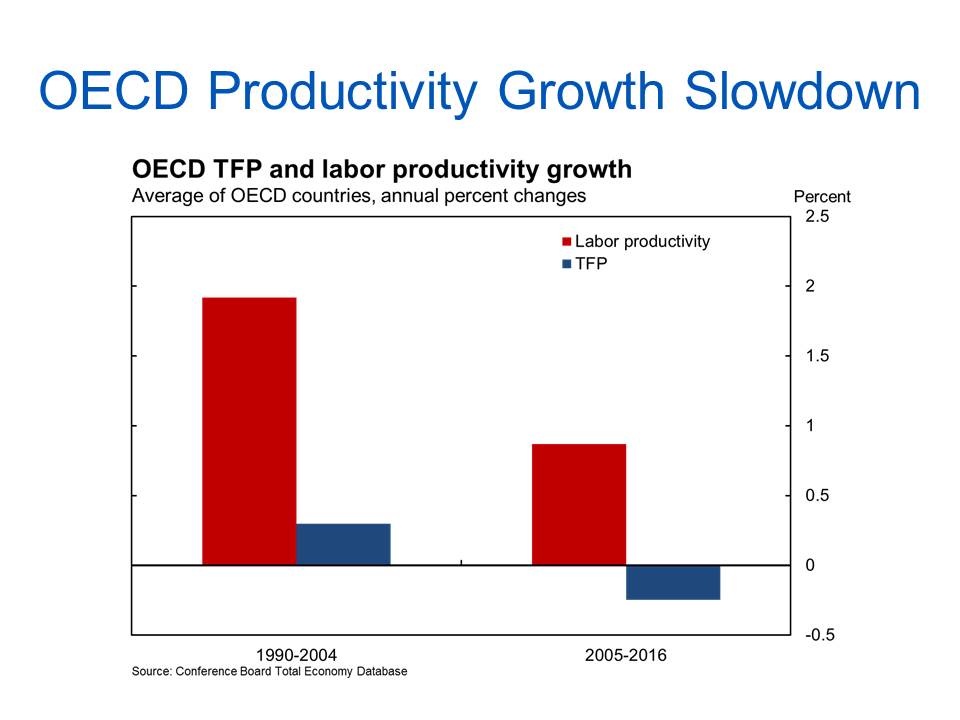 OECD Productivity Growth Slowdown
OECD TFP and labor productivity growth
Average of OECD countries, annual percent changes
Percent
2.5
Labor productivity
TFP
2
1.5
1
0.5
0
-0.5
1990-2004
2005-2016
Source: Conference Board Total Economy Database